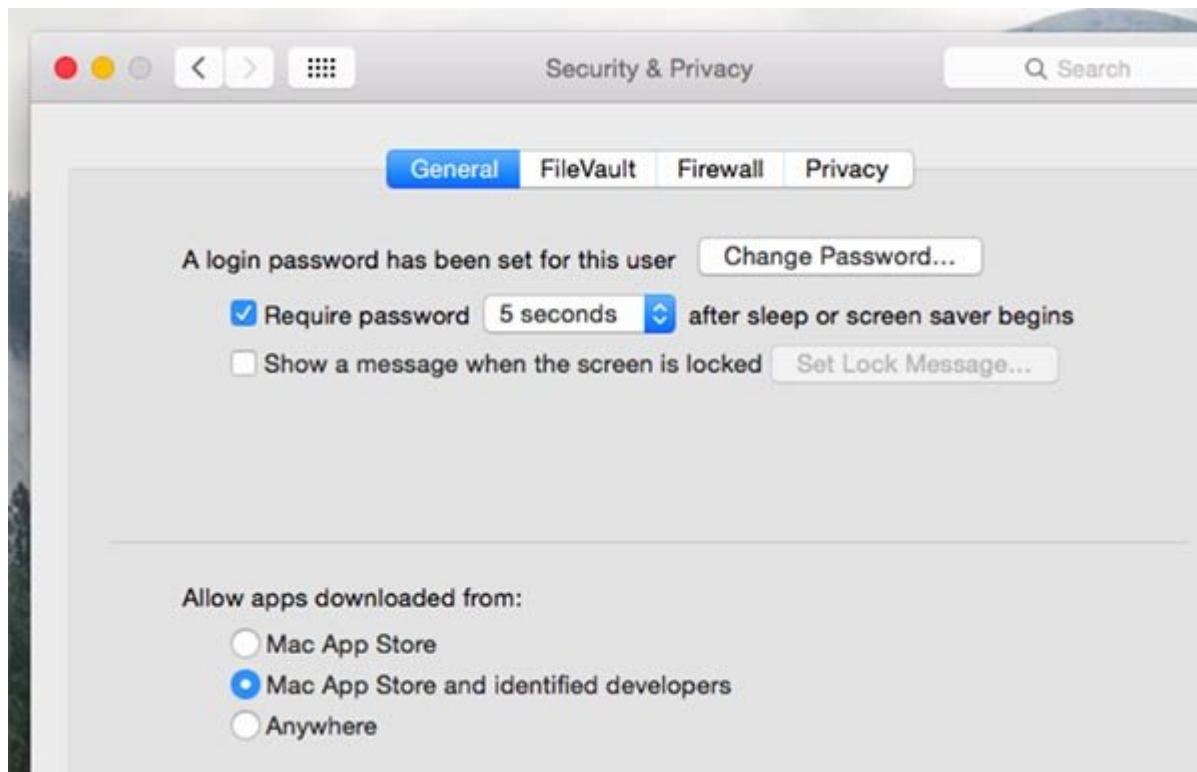 Security & Privacy Search
General FileVault Firewall Privacy
A login password has been set for this user Change Password...
Require password 5 seconds after sleep or screen saver begins
Show a message when the screen is locked Set Lock Message...
Allow apps downloaded from:
Mac App Store
Mac App Store and identified developers
Anywhere